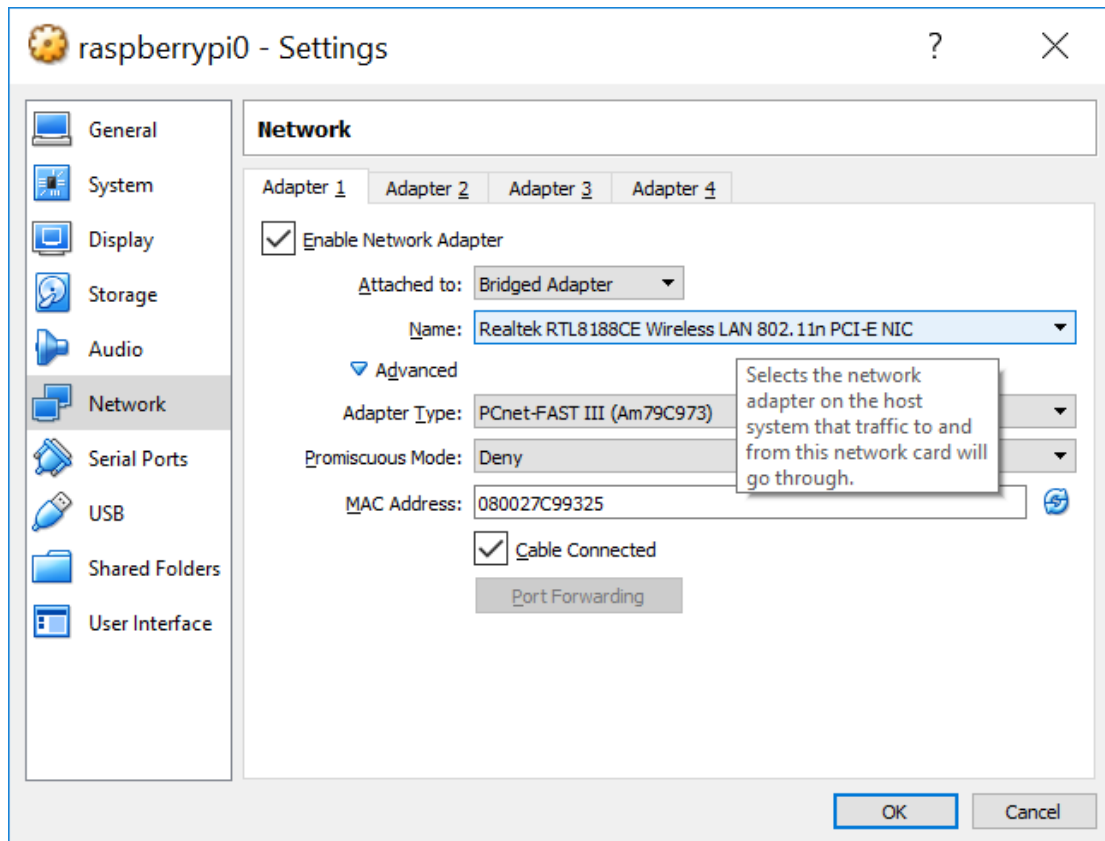 raspberrypi0 - Settings
?
General
System
Display
Storage
Audio
Network
Serial Ports
USB
Shared Folders
User Interface
Network
Adapter 1 Adapter 2 Adapter 3 Adapter 4
Enable Network Adapter
Attached to: Bridged Adapter
Name: Realtek RTL8188CE Wireless LAN 802.11n PCI-E NIC
Advanced
Adapter Type: PCnet-FAST III (Am79C973)
Promiscuous Mode: Deny
MAC Address: 080027C99325
Cable Connected
Port Forwarding
Selects the network
adapter on the host
system that traffic to and
from this network card will
go through.
OK Cancel